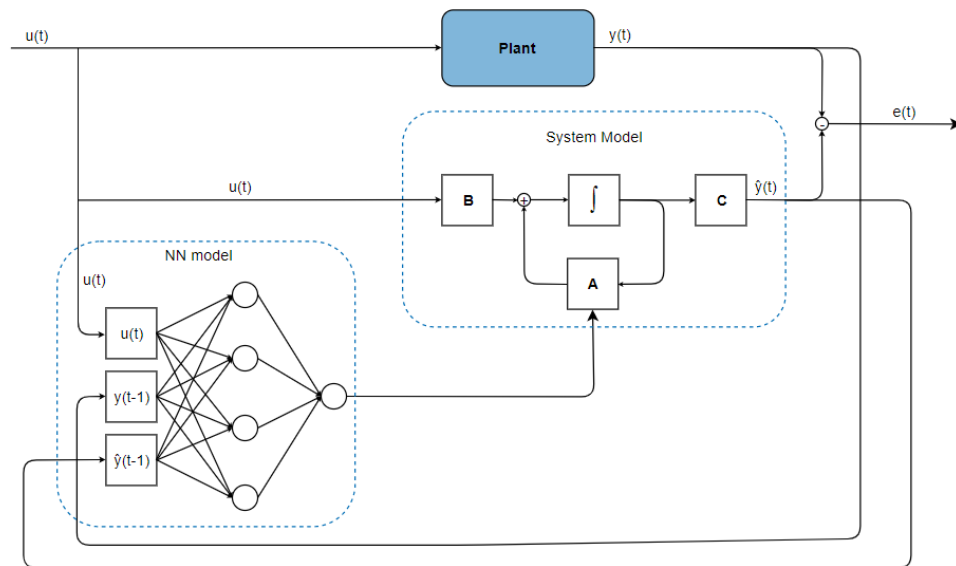 u(t)
Plant
y(t)
e(t)
-
System Model
u(t)
B
+
∫
C
ŷ(t)
NN model
u(t)
A
u(t)
y(t-1)
ŷ(t-1)